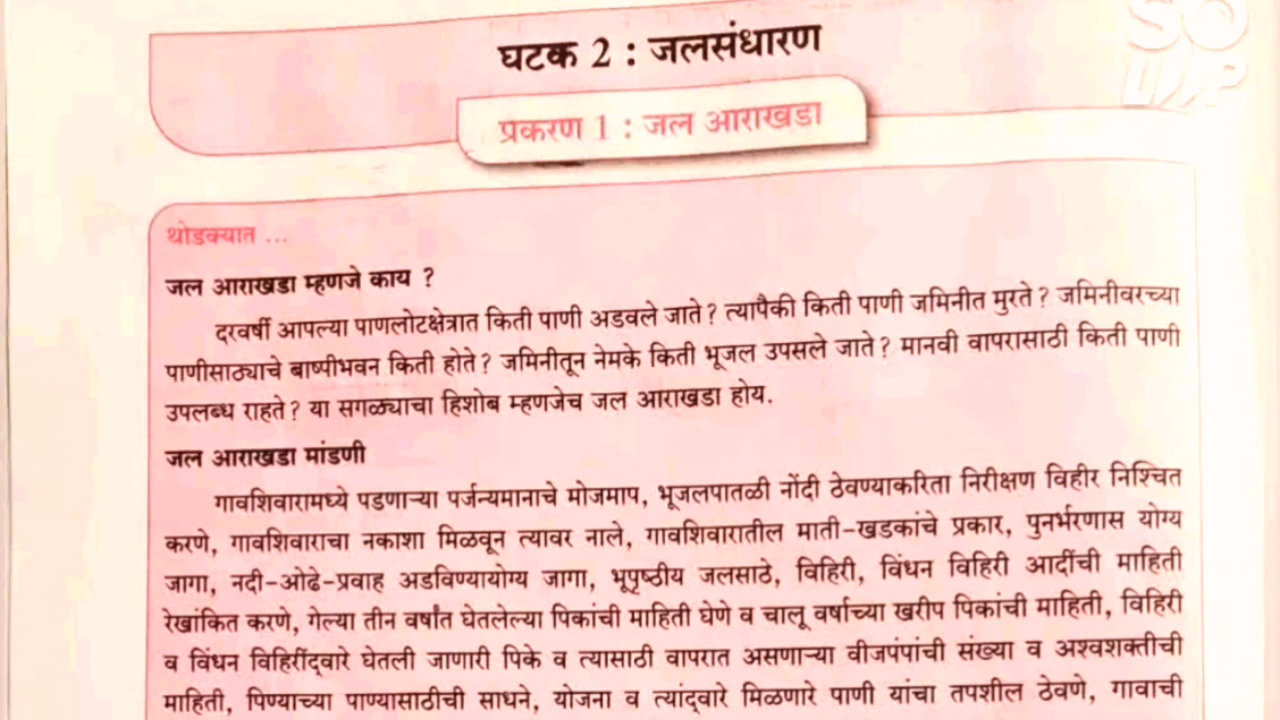 SO
UP
घटक 2 : जलसंधारण
प्रकरण 1 : जल आराखडा
थोडक्यात ...
जल आराखडा म्हणजे काय ?
दरवर्षी आपल्या पाणलोटक्षेत्रात किती पाणी अडवले जाते ? त्यापैकी किती पाणी जमिनीत मुरते ? जमिनीवरच्या
पाणीसाठ्याचे बाष्पीभवन किती होते ? जमिनीतून नेमके किती भूजल उपसले जाते ? मानवी वापरासाठी किती पाणी
उपलब्ध राहते ? या सगळ्याचा हिशोब म्हणजेच जल आराखडा होय.
जल आराखडा मांडणी
गावशिवारामध्ये पडणाऱ्या पर्जन्यमानाचे मोजमाप, भूजलपातळी नोंदी ठेवण्याकरिता निरीक्षण विहीर निश्चित
करणे, गावशिवाराचा नकाशा मिळवून त्यावर नाले, गावशिवारातील माती-खडकांचे प्रकार, पुनर्भरणास योग्य
जागा, नदी-ओढे-प्रवाह अडविण्यायोग्य जागा, भूपृष्ठीय जलसाठे, विहिरी, विंधन विहिरी आदींची माहिती
रेखांकित करणे, गेल्या तीन वर्षांत घेतलेल्या पिकांची माहिती घेणे व चालू वर्षाच्या खरीप पिकांची माहिती, विहिरी
व विंधन विहिरींद्वारे घेतली जाणारी पिके व त्यासाठी वापरात असणाऱ्या वीजपंपांची संख्या व अश्वशक्तीची
माहिती, पिण्याच्या पाण्यासाठीची साधने, योजना व त्यांद्वारे मिळणारे पाणी यांचा तपशील ठेवणे, गावाची